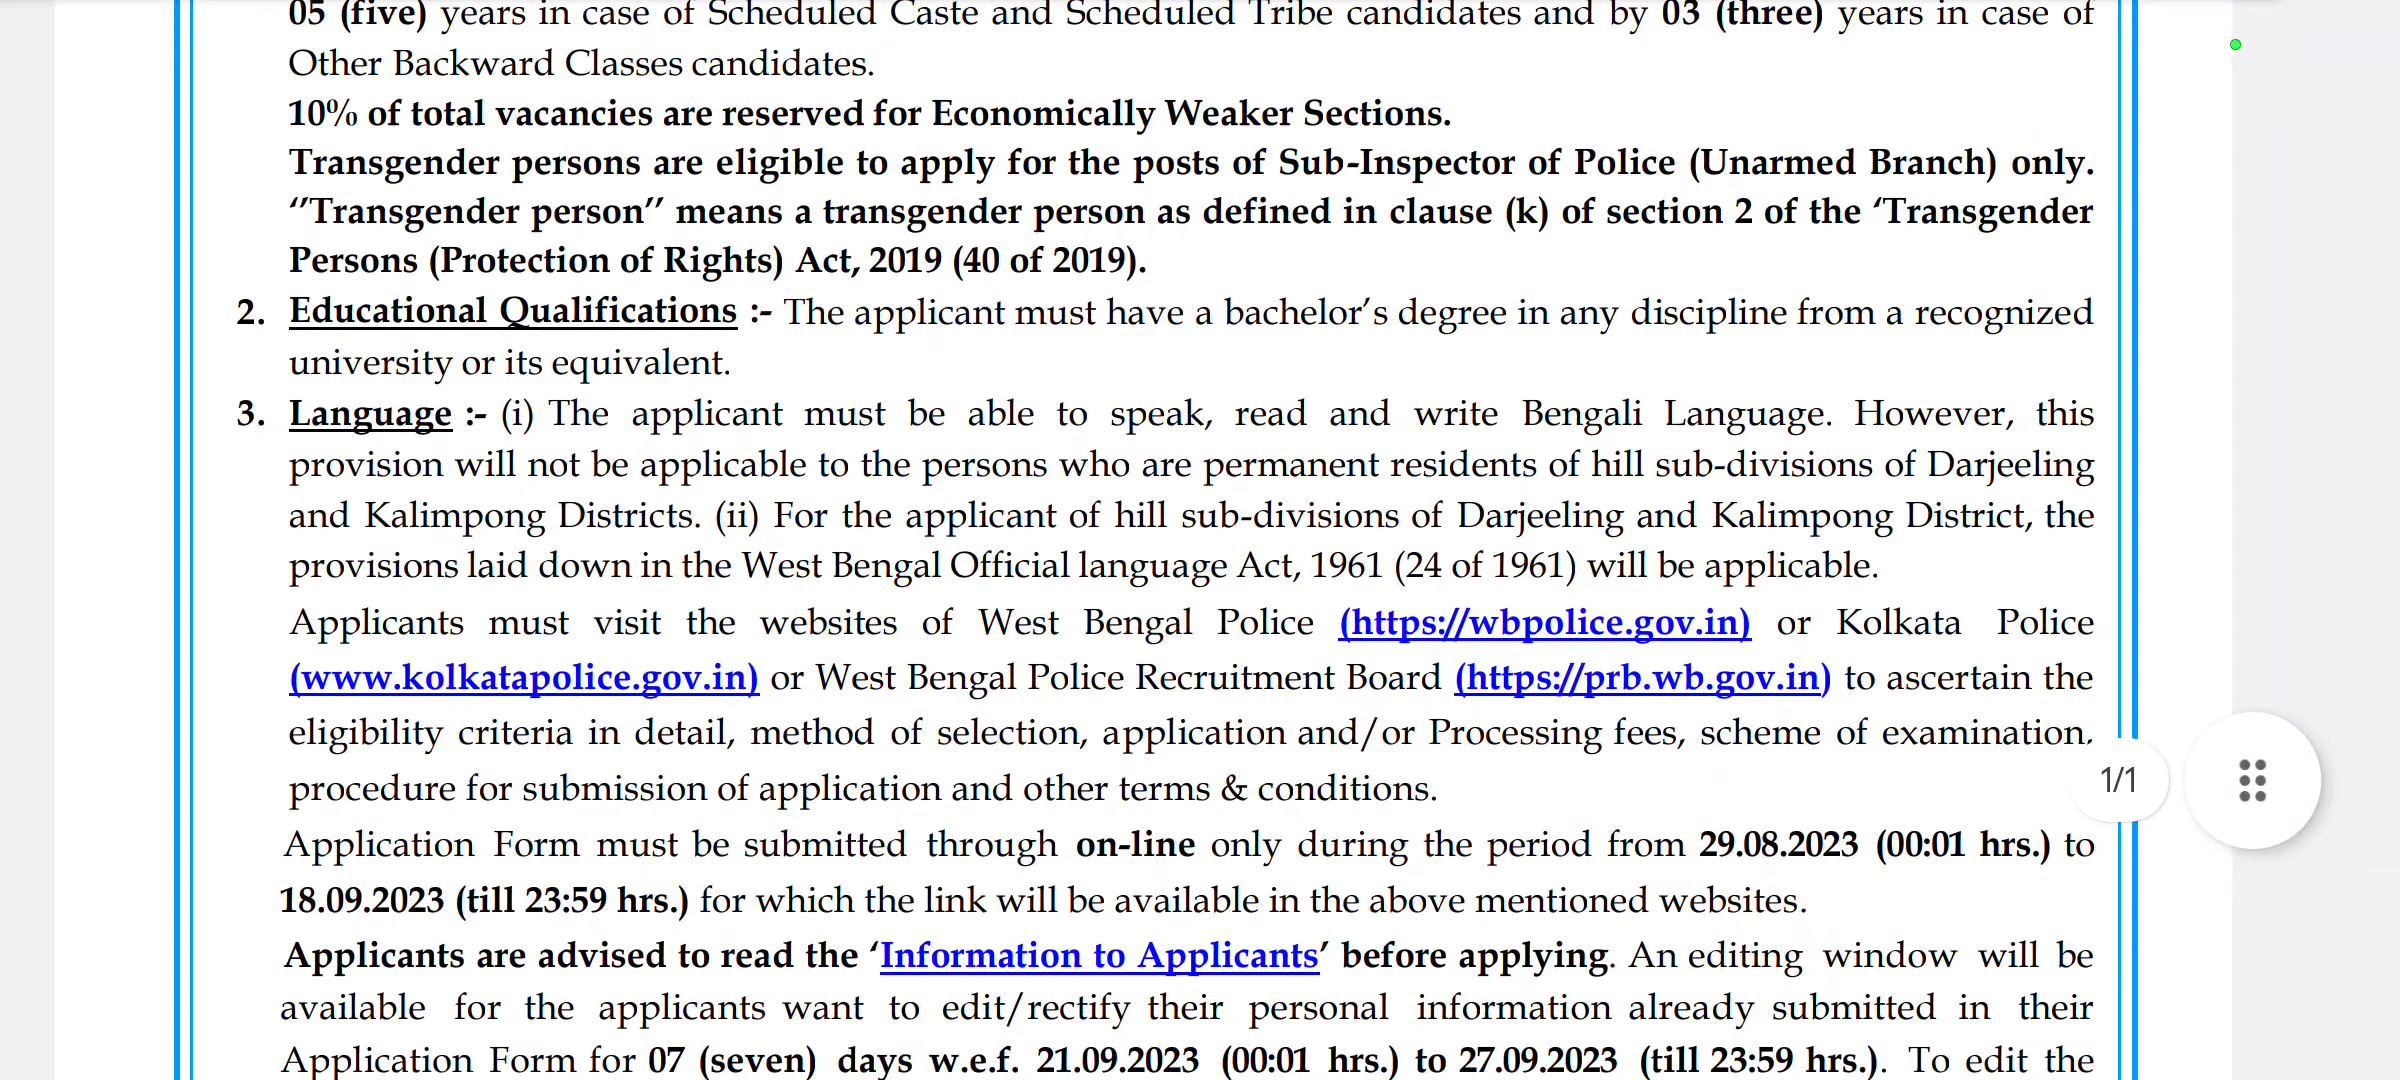 05 (five) years in case of Scheduled Caste and Scheduled Tribe candidates and by 03 (three) years in case of
Other Backward Classes candidates.
10% of total vacancies are reserved for Economically Weaker Sections.
Transgender persons are eligible to apply for the posts of Sub-Inspector of Police (Unarmed Branch) only.
‘’Transgender person’’ means a transgender person as defined in clause (k) of section 2 of the ‘Transgender
Persons (Protection of Rights) Act, 2019 (40 of 2019).
2. Educational Qualifications :- The applicant must have a bachelor’s degree in any discipline from a recognized
university or its equivalent.
3. Language :- (i) The applicant must be able to speak, read and write Bengali Language. However, this
provision will not be applicable to the persons who are permanent residents of hill sub-divisions of Darjeeling
and Kalimpong Districts. (ii) For the applicant of hill sub-divisions of Darjeeling and Kalimpong District, the
provisions laid down in the West Bengal Official language Act, 1961 (24 of 1961) will be applicable.
Applicants must visit the websites of West Bengal Police (https://wbpolice.gov.in) or Kolkata Police
(www.kolkatapolice.gov.in) or West Bengal Police Recruitment Board (https://prb.wb.gov.in) to ascertain the
eligibility criteria in detail, method of selection, application and/or Processing fees, scheme of examination,
procedure for submission of application and other terms & conditions.
1/1
Application Form must be submitted through on-line only during the period from 29.08.2023 (00:01 hrs.) to
18.09.2023 (till 23:59 hrs.) for which the link will be available in the above mentioned websites.
Applicants are advised to read the ‘Information to Applicants’ before applying. An editing window will be
available for the applicants want to edit/rectify their personal information already submitted in their
Application Form for 07 (seven) days w.e.f. 21.09.2023 (00:01 hrs.) to 27.09.2023 (till 23:59 hrs.). To edit the